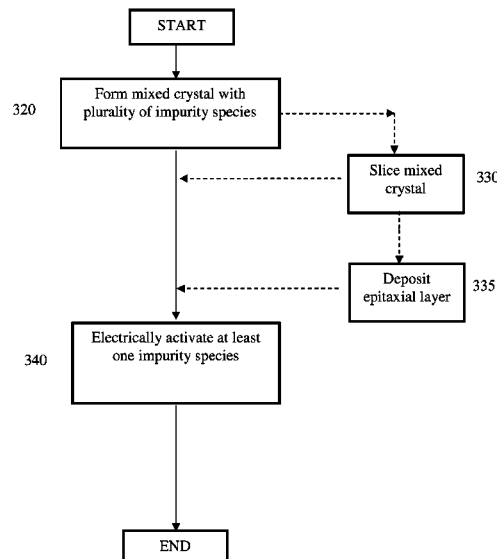 START
320
Form mixed crystal with
plurality of impurity species
Slice mixed
crystal
330
Deposit
epitaxial layer
335
340
Electrically activate at least
one impurity species
END